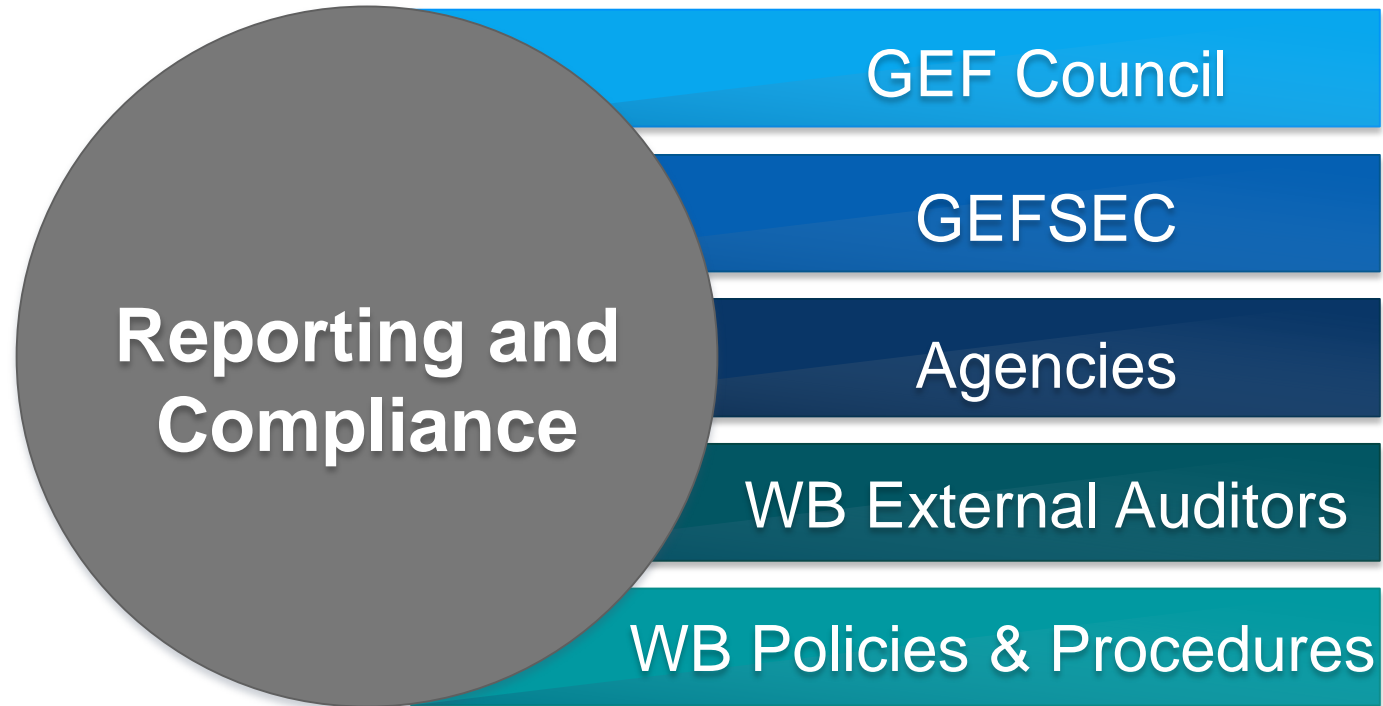 Reporting and
Compliance
GEF Council
GEFSEC
Agencies
WB External Auditors
WB Policies & Procedures